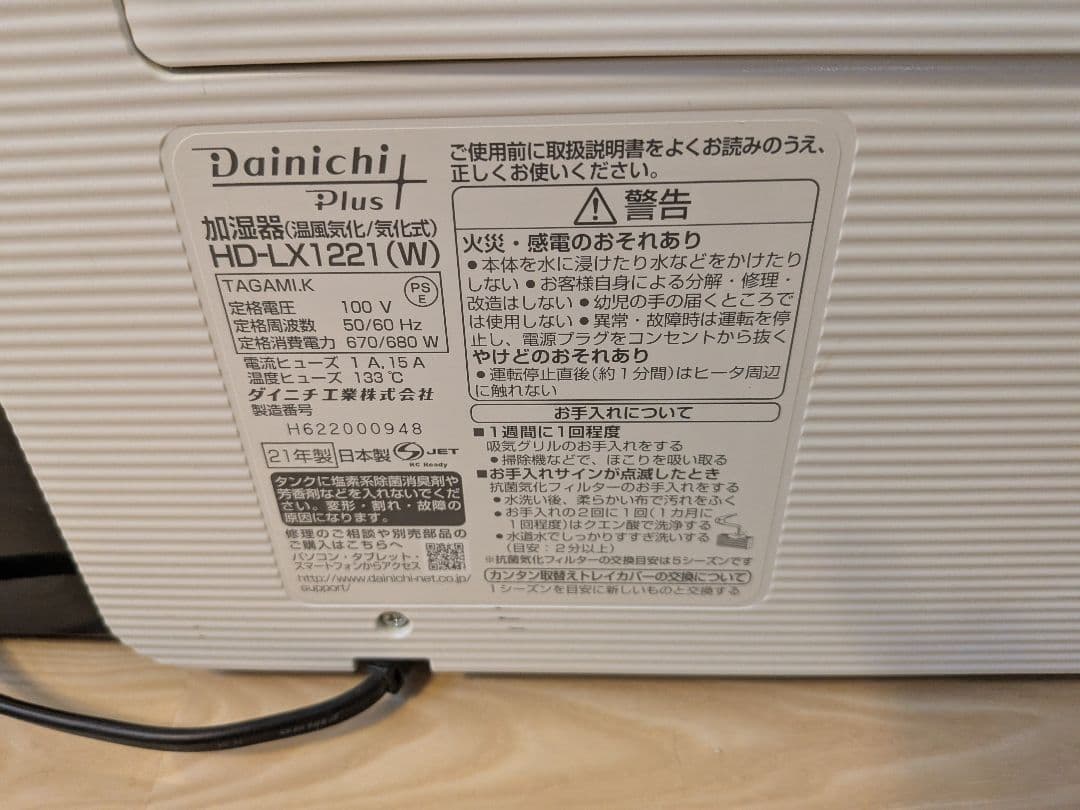 Dainichi
Plus
加湿器(温風気化/気化式)
HD-LX1221(W)
TAGAMI.K
PS
E
定格電圧 100 V
定格周波数 50/60 Hz
定格消費電力 670/680 W
電流ヒューズ 1 A,15 A
温度ヒューズ 133℃
ダイニチ工業株式会社
製造番号
H622000948
21年製 日本製 S JET
RC Ready
タンクに塩素系除菌消臭剤や
芳香剤などを入れないでくだ
さい。変形・割れ・故障の
原因になります。
修理のご相談や別売部品の
ご購入はこちらへ
パソコン・タブレット・
スマートフォンからアクセス
http://www.dainichi-net.co.jp/
support/
ご使用前に取扱説明書をよくお読みのうえ、
正しくお使いください。
警告
火災・感電のおそれあり
●本体を水に浸けたり水などをかけたり
しない●お客様自身による分解・修理・
改造はしない●幼児の手の届くところで
は使用しない●異常・故障時は運転を停
止し、電源プラグをコンセントから抜く
やけどのおそれあり
●運転停止直後(約1分間)はヒータ周辺
に触れない
お手入れについて
■1週間に1回程度
吸気グリルのお手入れをする
●掃除機などで、ほこりを吸い取る
■お手入れサインが点滅したとき
抗菌気化フィルターのお手入れをする
●水洗い後、柔らかい布で汚れをふく
●お手入れの2回に1回(1カ月に
1回程度)はクエン酸で洗浄する
●水道水でしっかりすすぎ洗いする
(目安:2分以上)
※抗菌気化フィルターの交換目安は5シーズンです
カンタン取替えトレイカバーの交換について
1シーズンを目安に新しいものと交換する